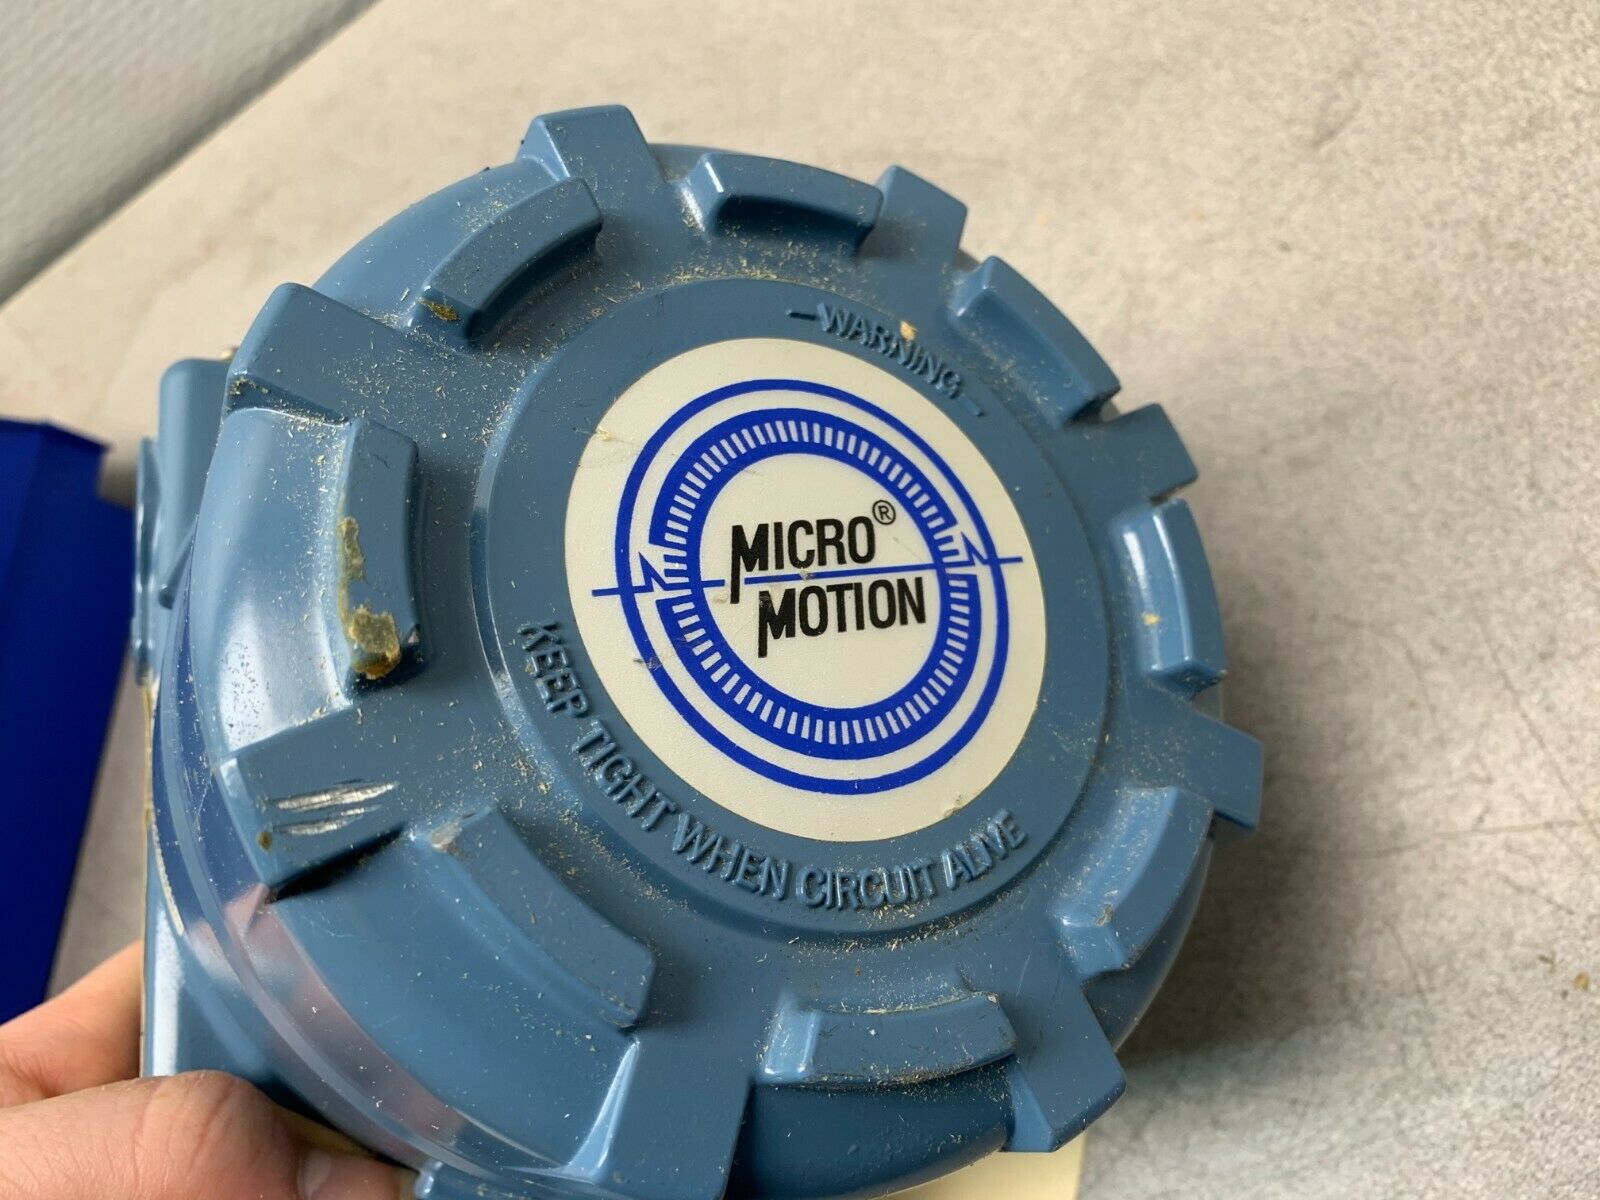 -WARNING-
MICRO®
MOTION
KEEP TIGHT WHEN CIRCUIT ALIVE